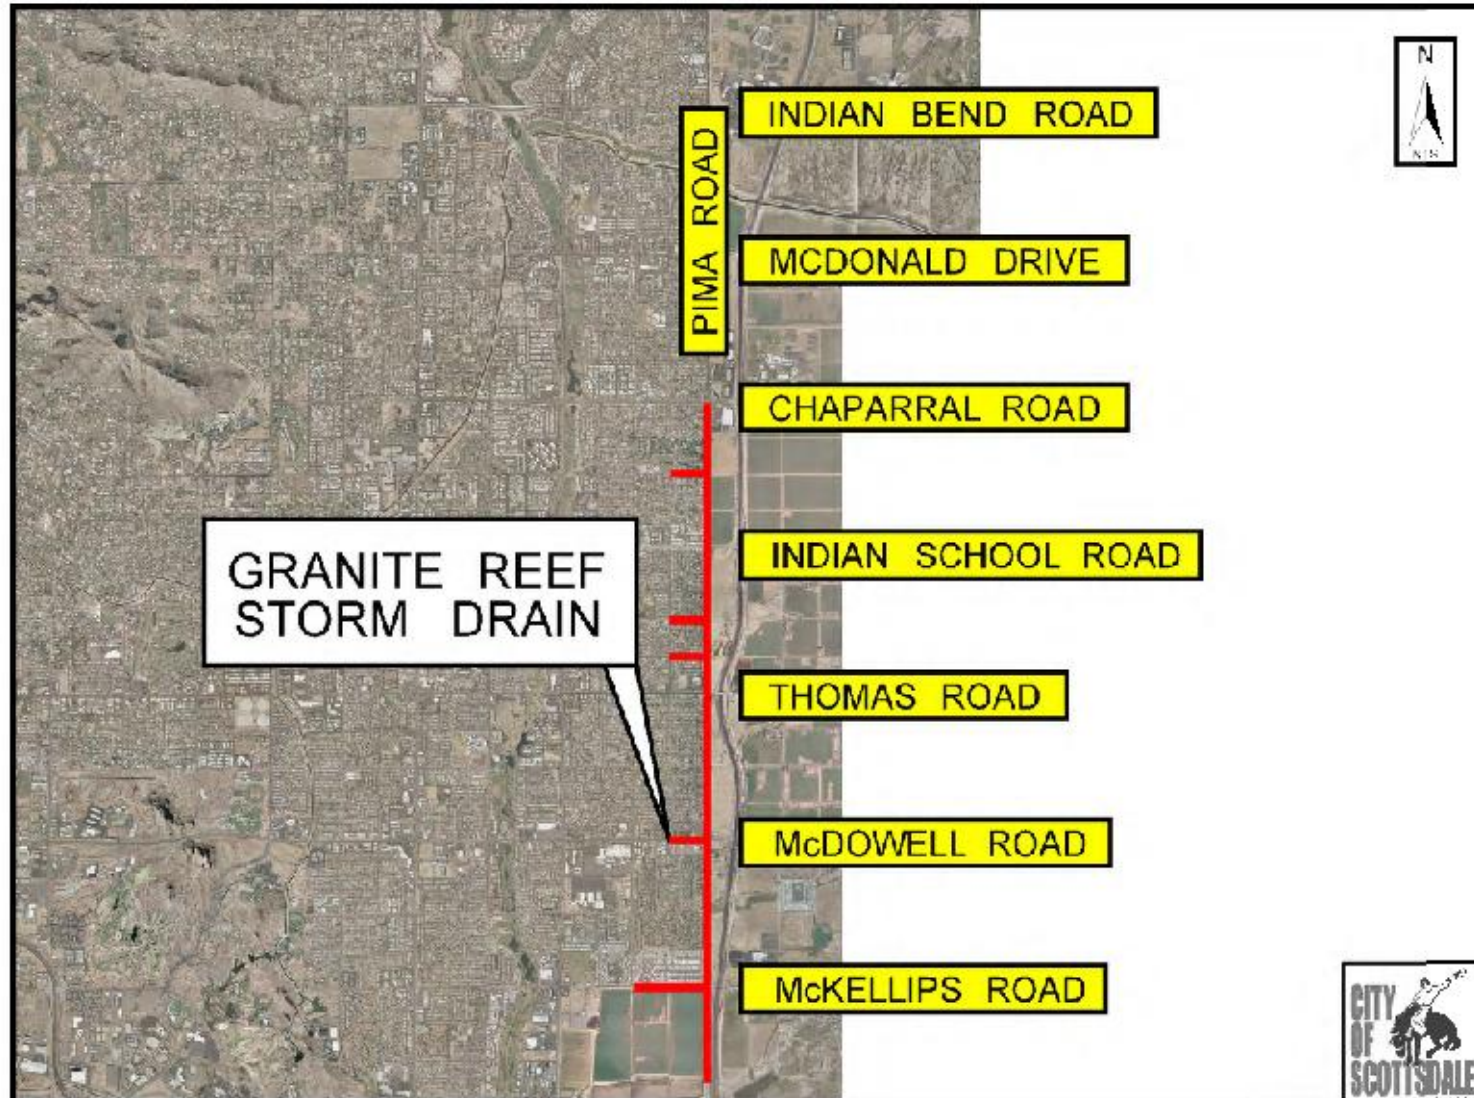 N
NTS
INDIAN BEND ROAD
PIMA ROAD
MCDONALD DRIVE
CHAPARRAL ROAD
INDIAN SCHOOL ROAD
GRANITE REEF
STORM DRAIN
THOMAS ROAD
McDOWELL ROAD
McKELLIPS ROAD
CITY
OF
SCOTTSDALE